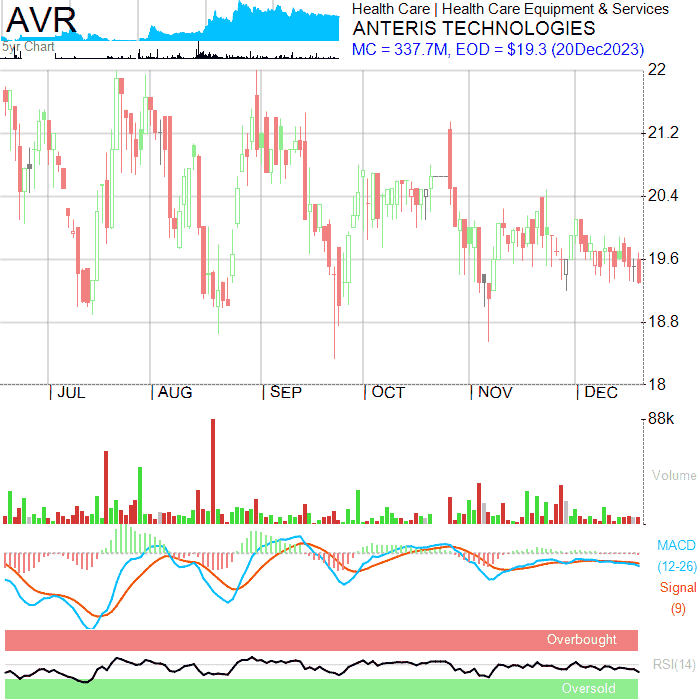 AVR
5yr Chart
Health Care | Health Care Equipment & Services
ANTERIS TECHNOLOGIES
MC = 337.7M, EOD = $19.3 (20Dec2023)
22
21.2
20.4
19.6
18.8
18
JUL AUG SEP OCT NOV DEC
88k
Volume
MACD
(12-26)
Signal
(9)
Overbought
RSI(14)
Oversold